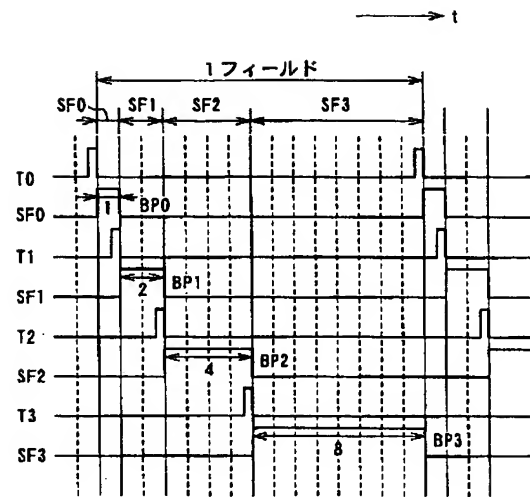 t
1フィールド
SF0 SF1 SF2 SF3
T0
1 BP0
SF0
T1
2 BP1
SF1
T2
4 BP2
SF2
T3
8 BP3
SF3